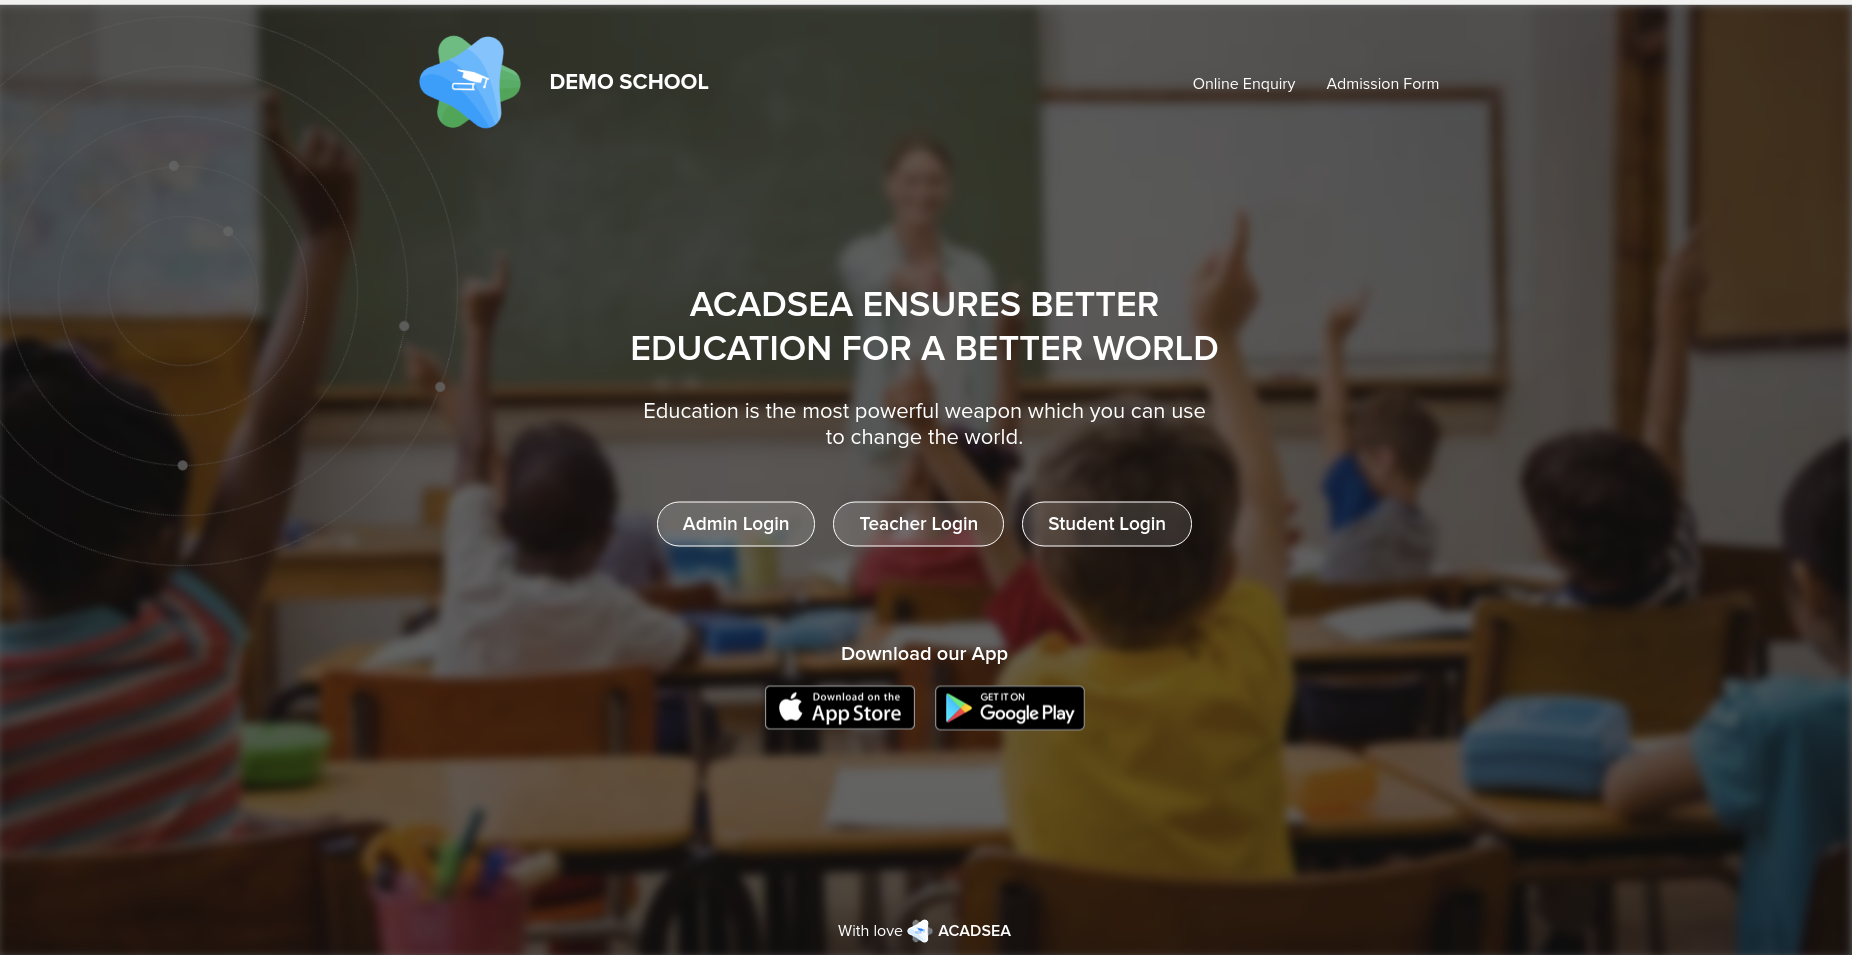 DEMO SCHOOL
Online Enquiry
Admission Form
ACADSEA ENSURES BETTER
EDUCATION FOR A BETTER WORLD
Education is the most powerful weapon which you can use
to change the world.
Admin Login
Teacher Login
Student Login
Download our App
Download on the
App Store
GET IT ON
Google Play
With love ACADSEA